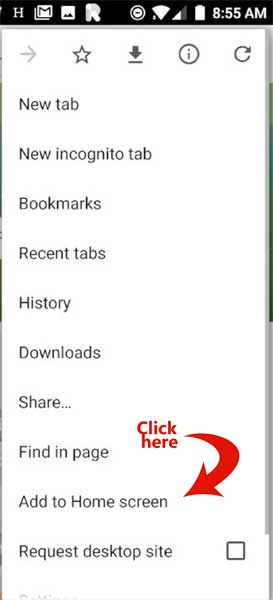 H
8:55 AM
New tab
New incognito tab
Bookmarks
Recent tabs
History
Downloads
Share...
Click
here
Find in page
Add to Home screen
Request desktop site
Settings